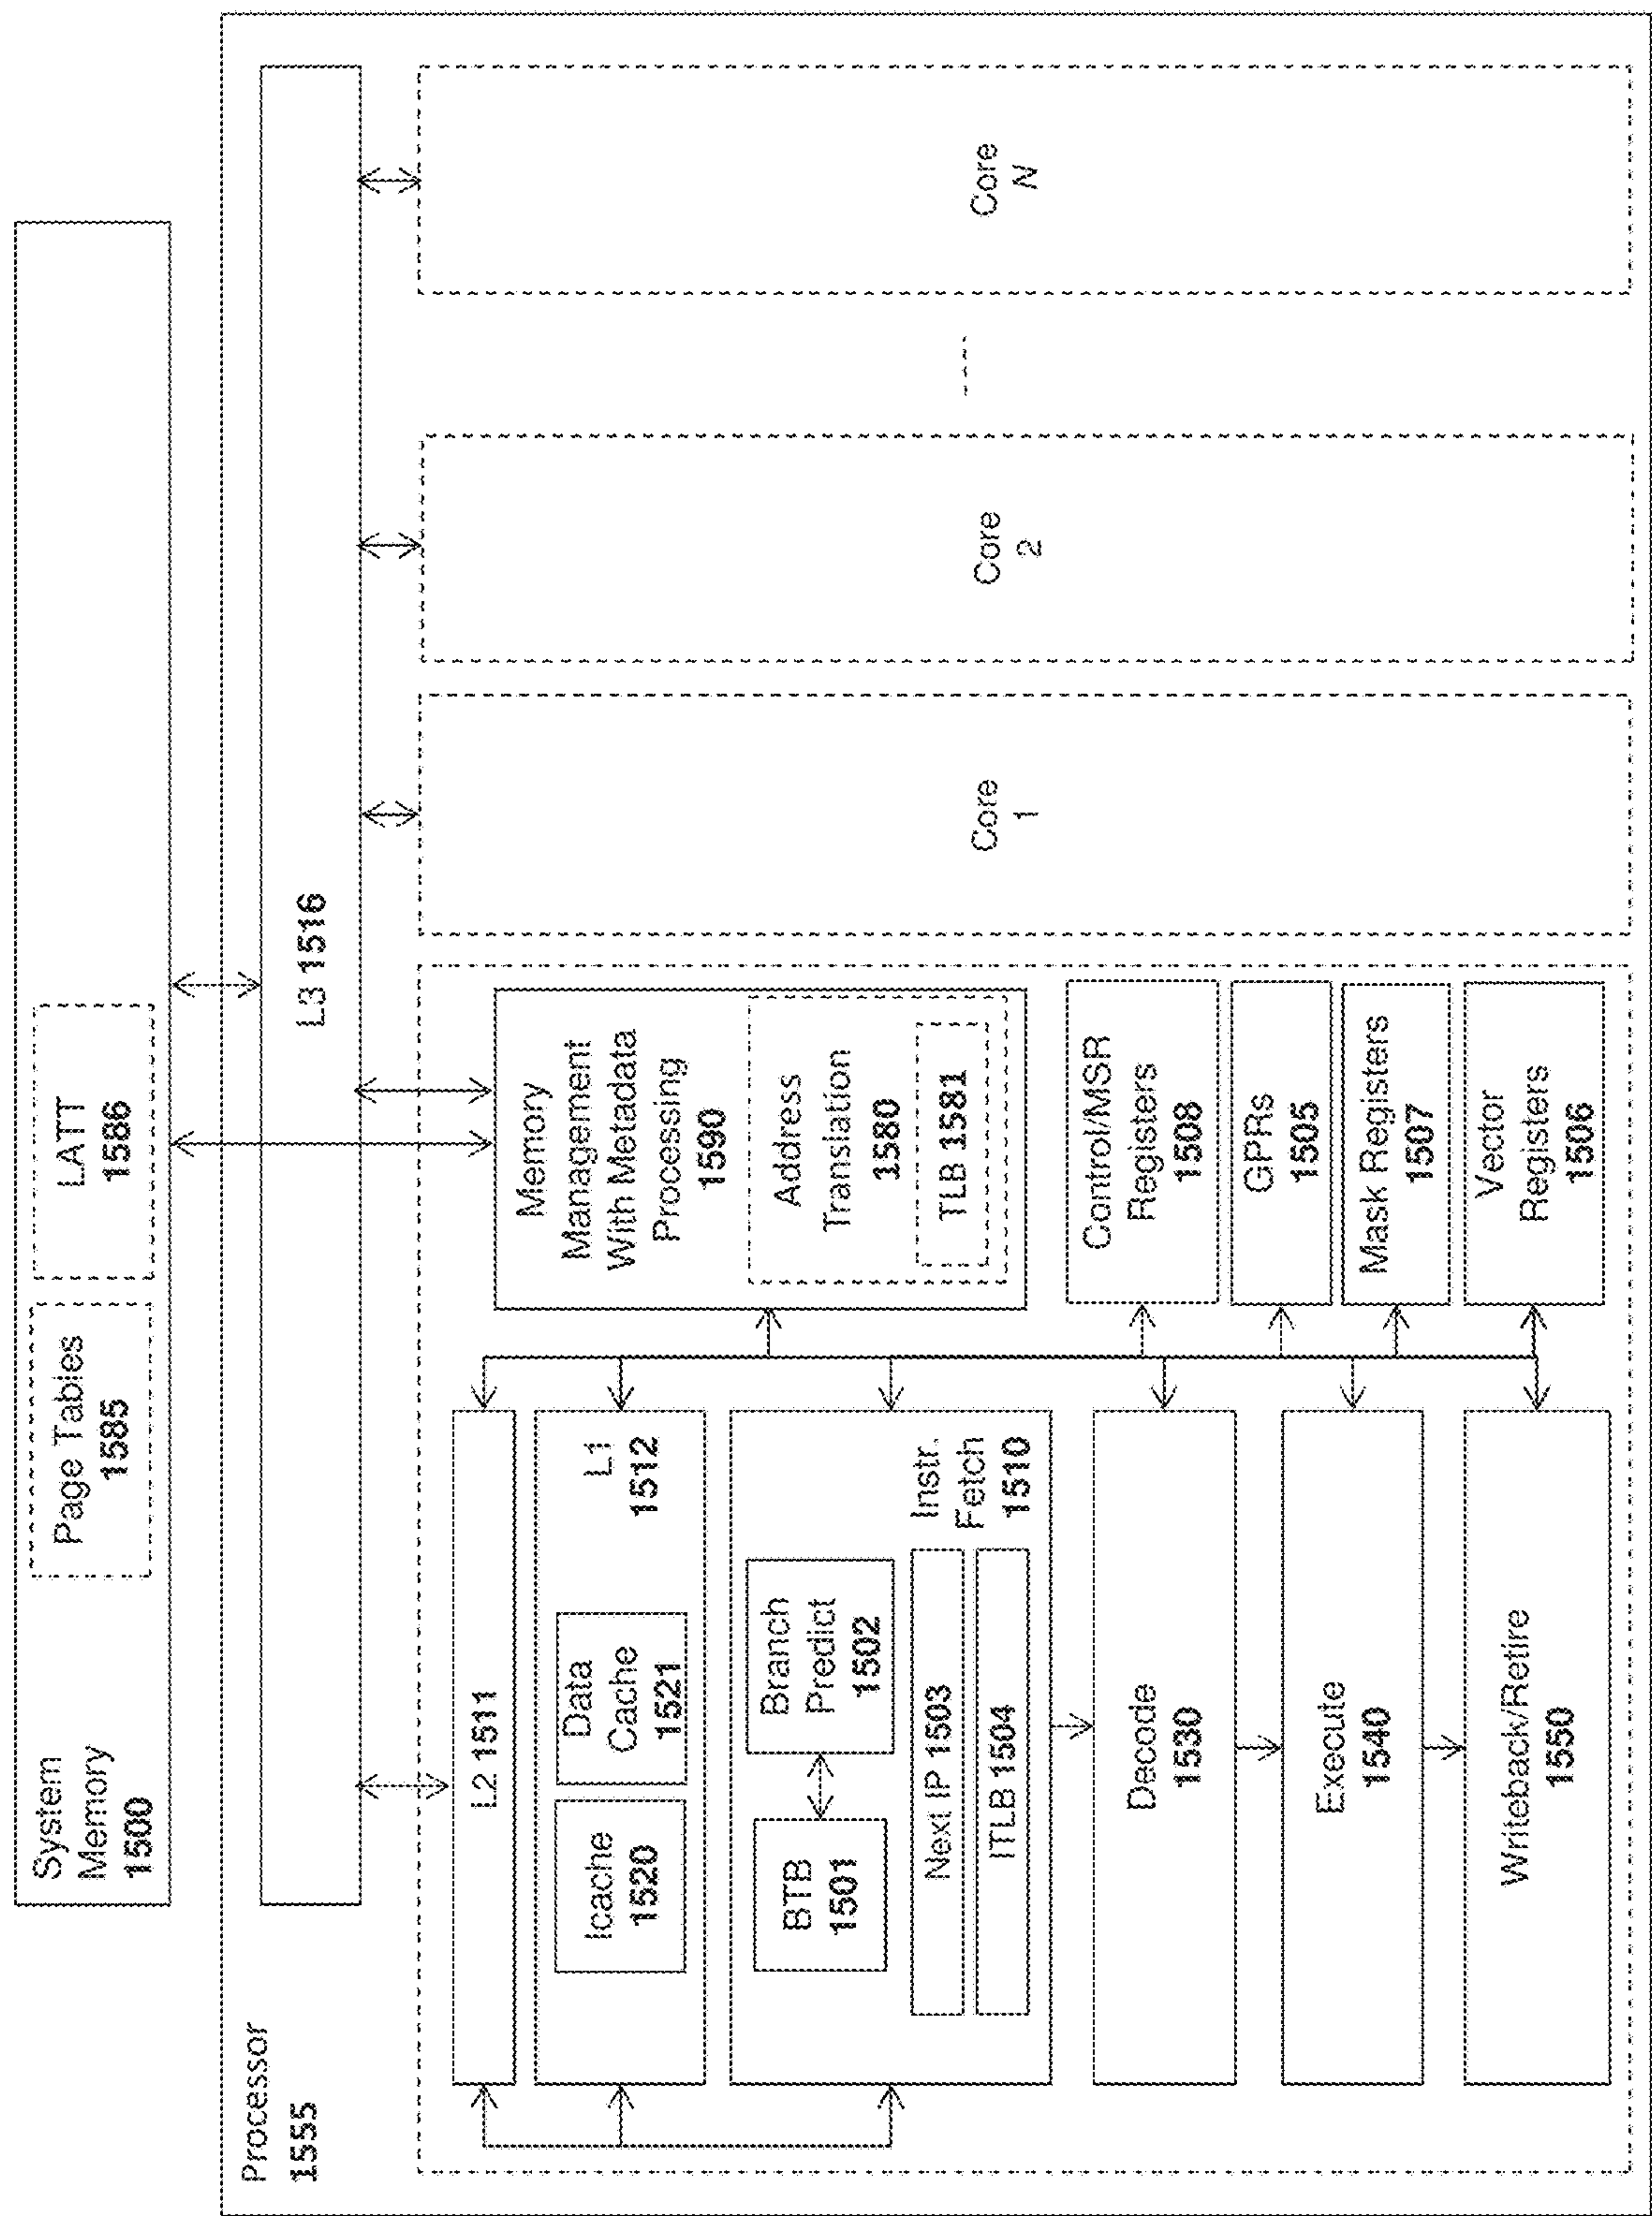 System
Memory
1500
Page Tables
1585
LATT
1586
Processor
1555
L3 1516
L2 1511
Icache
1520
Data
Cache
1521
L1
1512
BTB
1501
Branch
Predict
1502
Next IP 1503
ITLB 1504
Instr.
Fetch
1510
Decode
1530
Execute
1540
Writeback/Retire
1550
Memory
Management
With Metadata
Processing
1590
Address
Translation
1580
TLB 1581
Control/MSR
Registers
1508
GPRs
1505
Mask Registers
1507
Vector
Registers
1506
Core
1
Core
2
Core
N